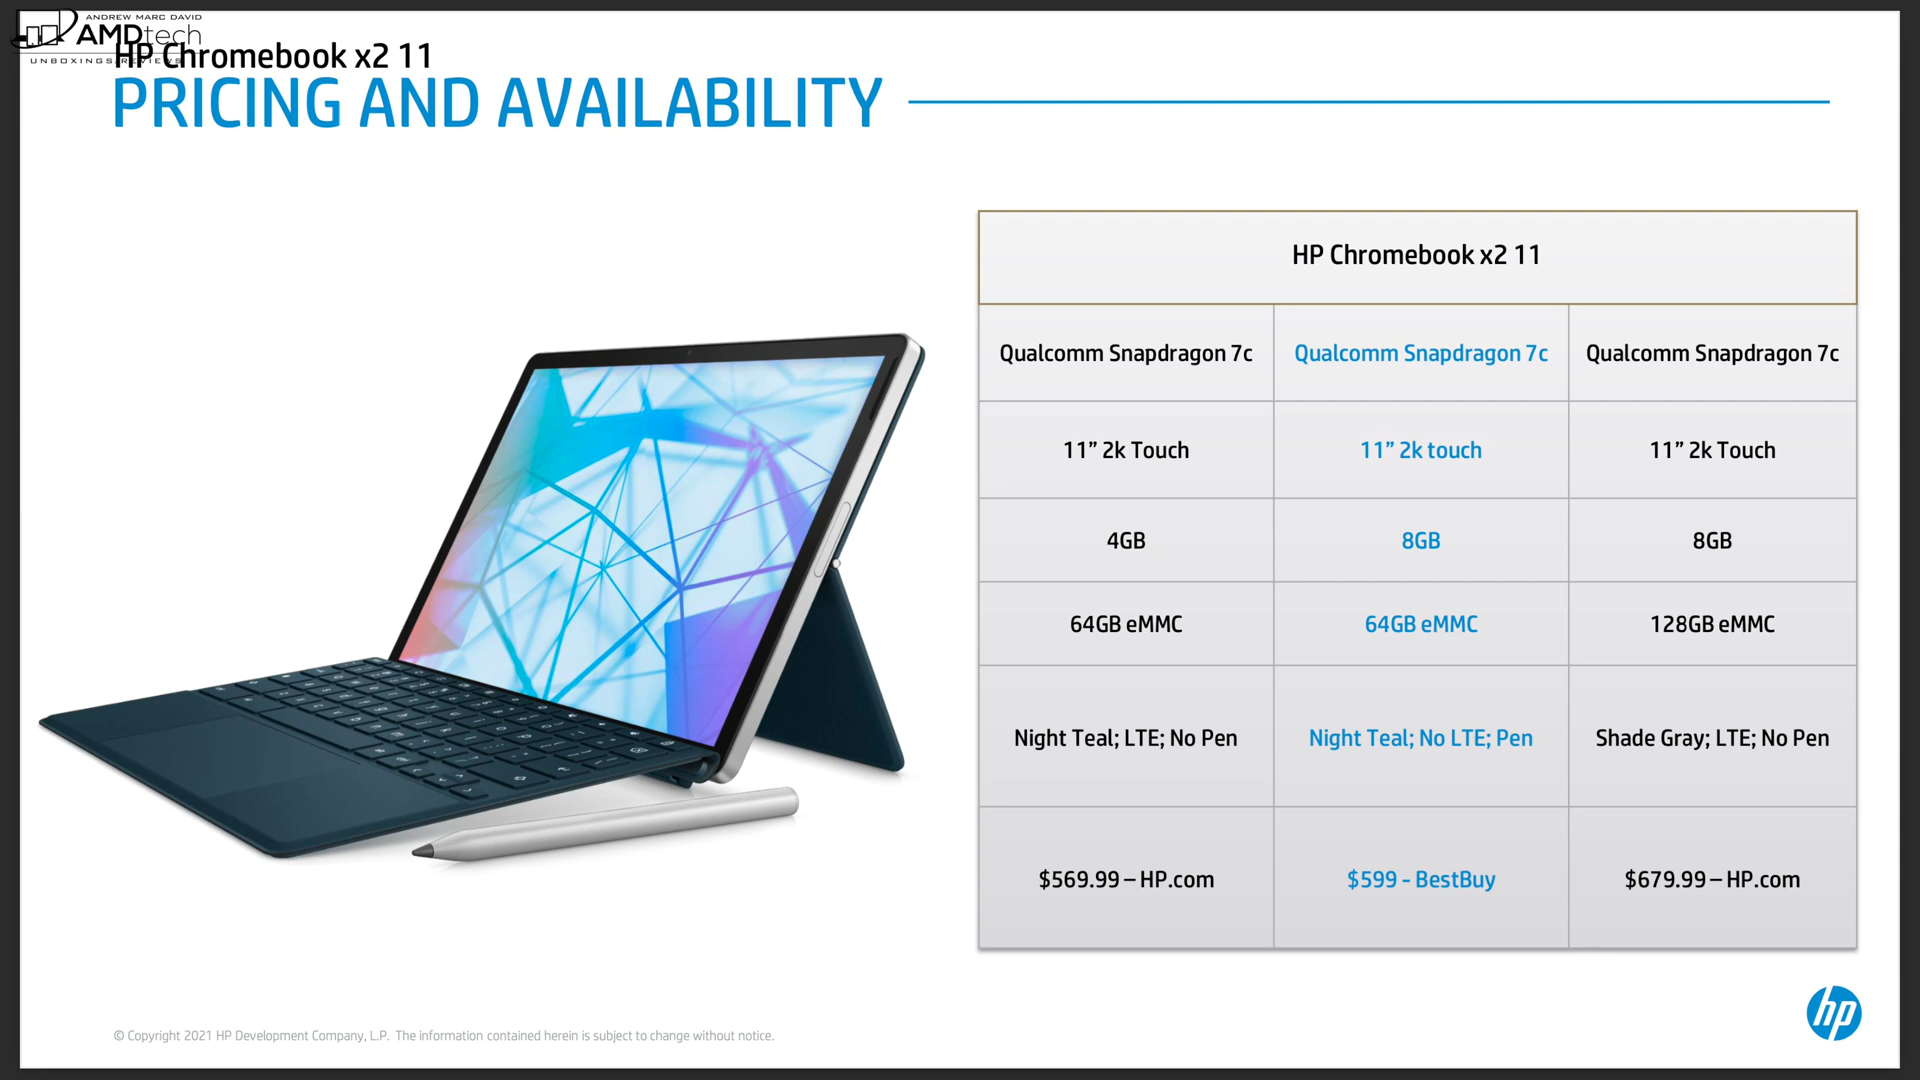 ANDREW MARC DAVID
AMDtech
UNBOXINGS.REVIEWS
HP Chromebook x2 11
PRICING AND AVAILABILITY
HP Chromebook x2 11
Qualcomm Snapdragon 7c
Qualcomm Snapdragon 7c
Qualcomm Snapdragon 7c
11” 2k Touch
11” 2k touch
11” 2k Touch
4GB
8GB
8GB
64GB eMMC
64GB eMMC
128GB eMMC
Night Teal; LTE; No Pen
Night Teal; No LTE; Pen
Shade Gray; LTE; No Pen
$569.99 – HP.com
$599 - BestBuy
$679.99 – HP.com
hp
© Copyright 2021 HP Development Company, L.P.  The information contained herein is subject to change without notice.